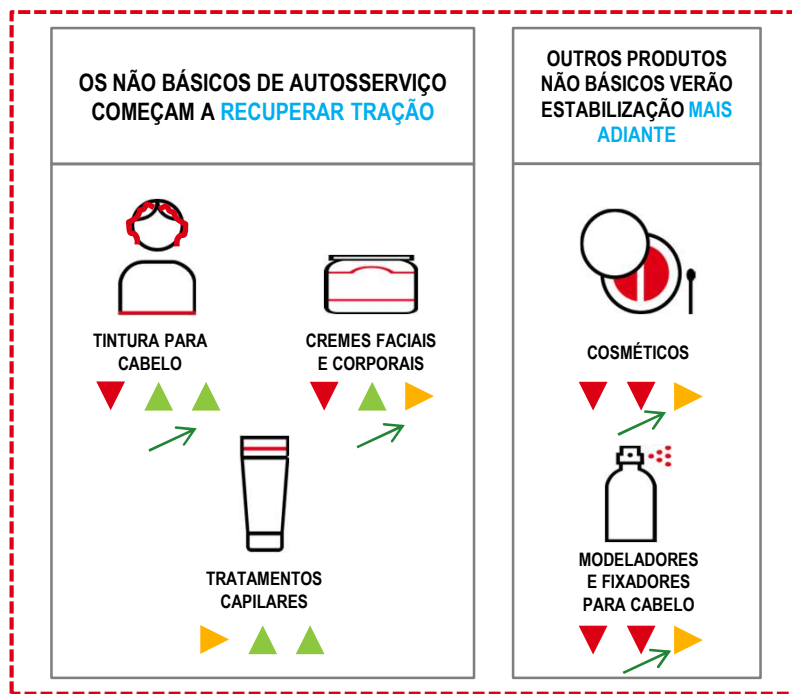 OS NÃO BÁSICOS DE AUTOSSERVIÇO
COMEÇAM A RECUPERAR TRAÇÃO
TINTURA PARA
CABELO
CREMES FACIAIS
E CORPORAIS
TRATAMENTOS
CAPILARES
OUTROS PRODUTOS
NÃO BÁSICOS VERÃO
ESTABILIZAÇÃO MAIS
ADIANTE
COSMÉTICOS
MODELADORES
E FIXADORES
PARA CABELO